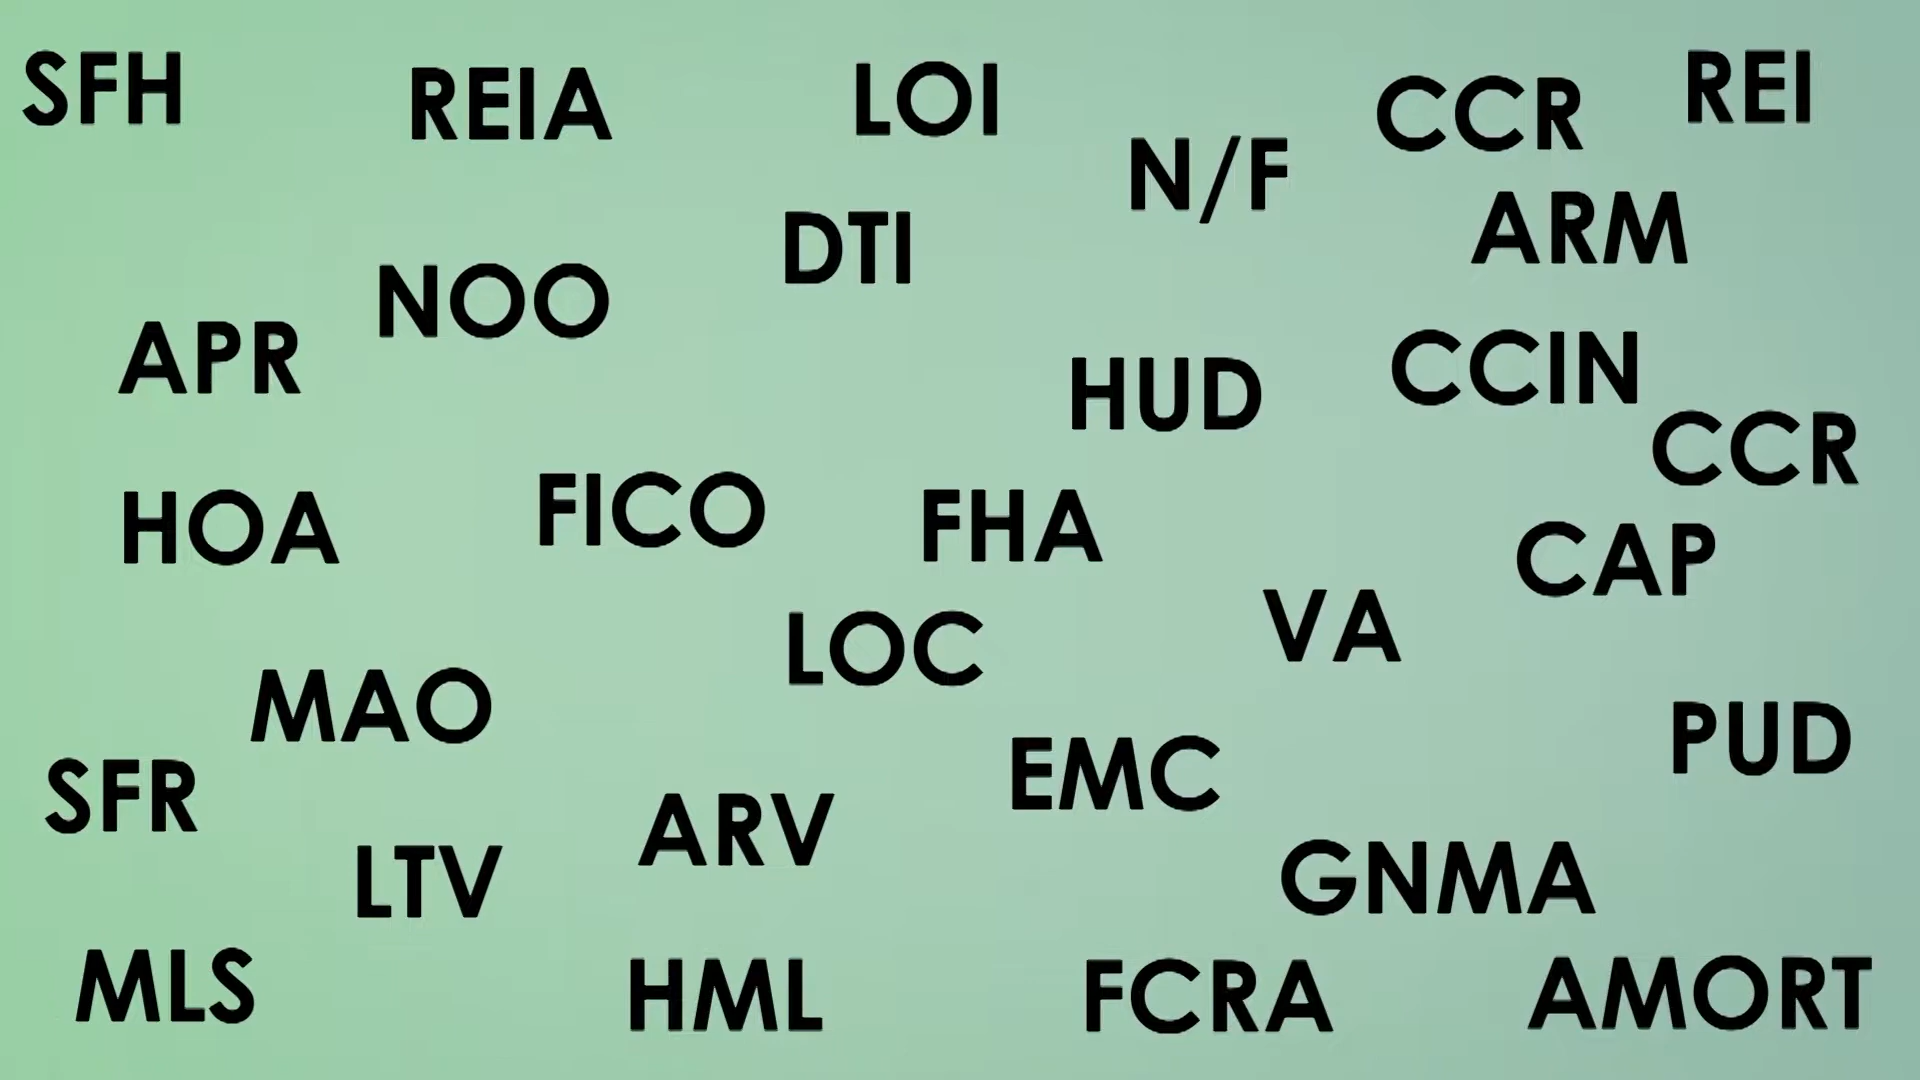 SFH
REIA
LOI
CCR
REI
N/F
ARM
DTI
NOO
APR
HUD
CCIN
CCR
HOA
FICO
FHA
CAP
VA
LOC
MAO
PUD
EMC
SFR
ARV
LTV
GNMA
MLS
HML
FCRA
AMORT